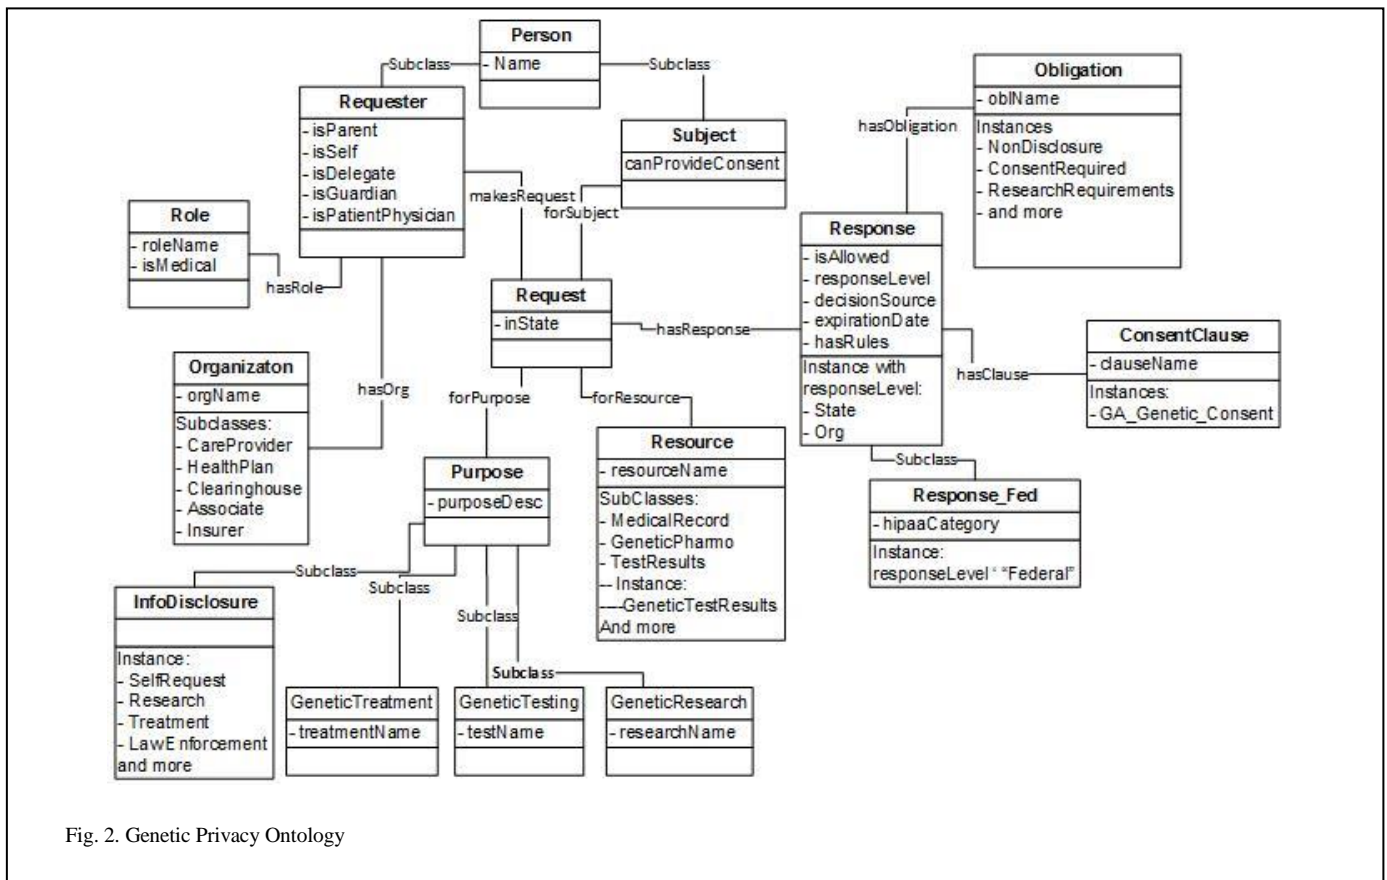 Person
- Name
Subclass
Subclass
Requester
- isParent
- isSelf
- isDelegate
- isGuardian
- isPatientPhysician
Subject
canProvideConsent
Obligation
- oblName
Instances
- NonDisclosure
- ConsentRequired
- ResearchRequirements
- and more
hasObligation
makesRequest
forSubject
Role
- roleName
- isMedical
hasRole
Response
- isAllowed
- responseLevel
- decisionSource
- expirationDate
- hasRules
Instance with
responseLevel:
- State
- Org
Request
- inState
hasResponse
ConsentClause
- clauseName
Instances:
- GA_Genetic_Consent
hasClause
Organizaton
- orgName
Subclasses:
- CareProvider
- HealthPlan
- Clearinghouse
- Associate
- Insurer
hasOrg
forPurpose
forResource
Resource
- resourceName
SubClasses:
- MedicalRecord
- GeneticPharmo
- TestResults
-- Instance:
----GeneticTestResults
And more
Purpose
- purposeDesc
Subclass
Response_Fed
- hipaaCategory
Instance:
responseLevel ‘ “Federal”
Subclass
Subclass
Subclass
Subclass
InfoDisclosure
Instance:
- SelfRequest
- Research
- Treatment
- LawEnforcement
and more
GeneticTreatment
- treatmentName
GeneticTesting
- testName
GeneticResearch
- researchName
Fig. 2. Genetic Privacy Ontology